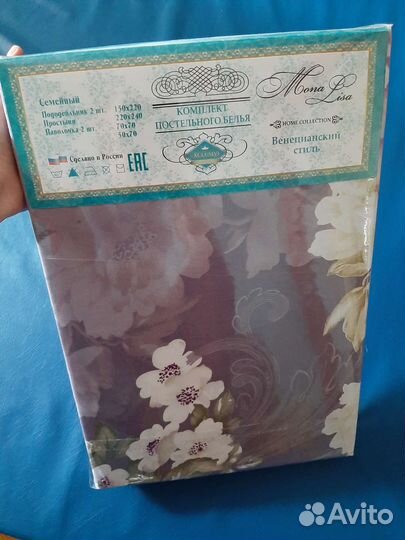 Семейный
Пододеяльник 2 шт. 150х220
Простыня 220х240
Наволочка 2 шт. 70х70
50х70
Сделано в России
EAC
КОМПЛЕКТ
ПОСТЕЛЬНОГО БЕЛЬЯ
Mona
Lisa
HOME COLLECTION
Венецианский
стиль
Avito